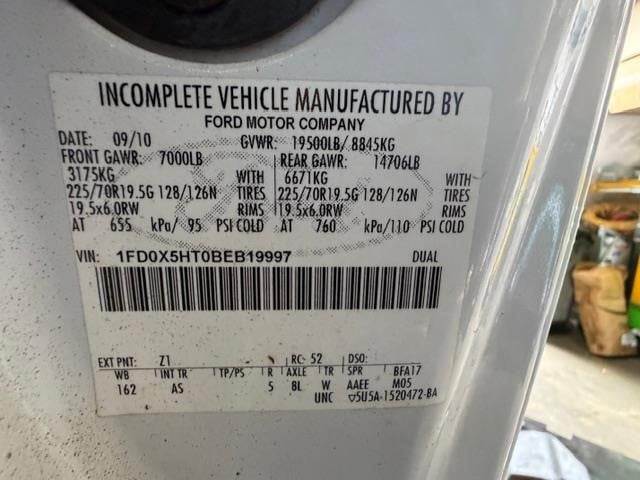 INCOMPLETE VEHICLE MANUFACTURED BY
FORD MOTOR COMPANY
DATE: 09/10 GVWR: 19500LB/ 8845KG
FRONT GAWR: 7000LB REAR GAWR: 14706LB
3175KG WITH 6671KG WITH
225/70R19.5G 128/126N TIRES 225/70R19.5G 128/126N TIRES
19.5x6.0RW RIMS 19.5x6.0RW RIMS
AT 655 kPa/ 95 PSI COLD AT 760 kPa/110 PSI COLD
VIN: 1FD0X5HT0BEB19997 DUAL
EXT PNT: Z1 RC: 52 DSO:
WB INT TR TP/PS R AXLE TR SPR BFA17
162 AS 5 8L W AAEE M05
UNC ▽5U5A-1520472-BA